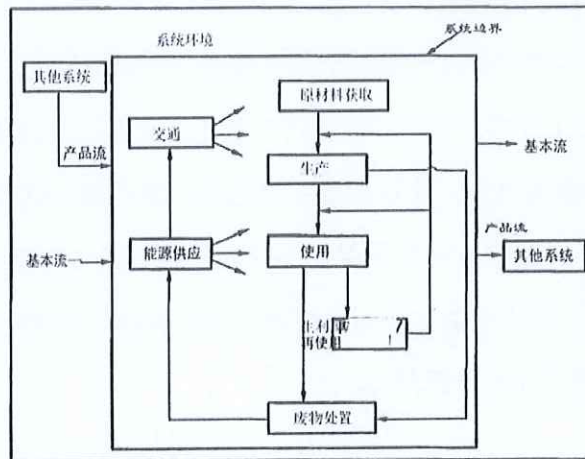 系统环境
系统边界
其他系统
原材料获取
交通
产品流
基本流
生产
产品流
基本流
能源供应
使用
其他系统
再使用
废物处置